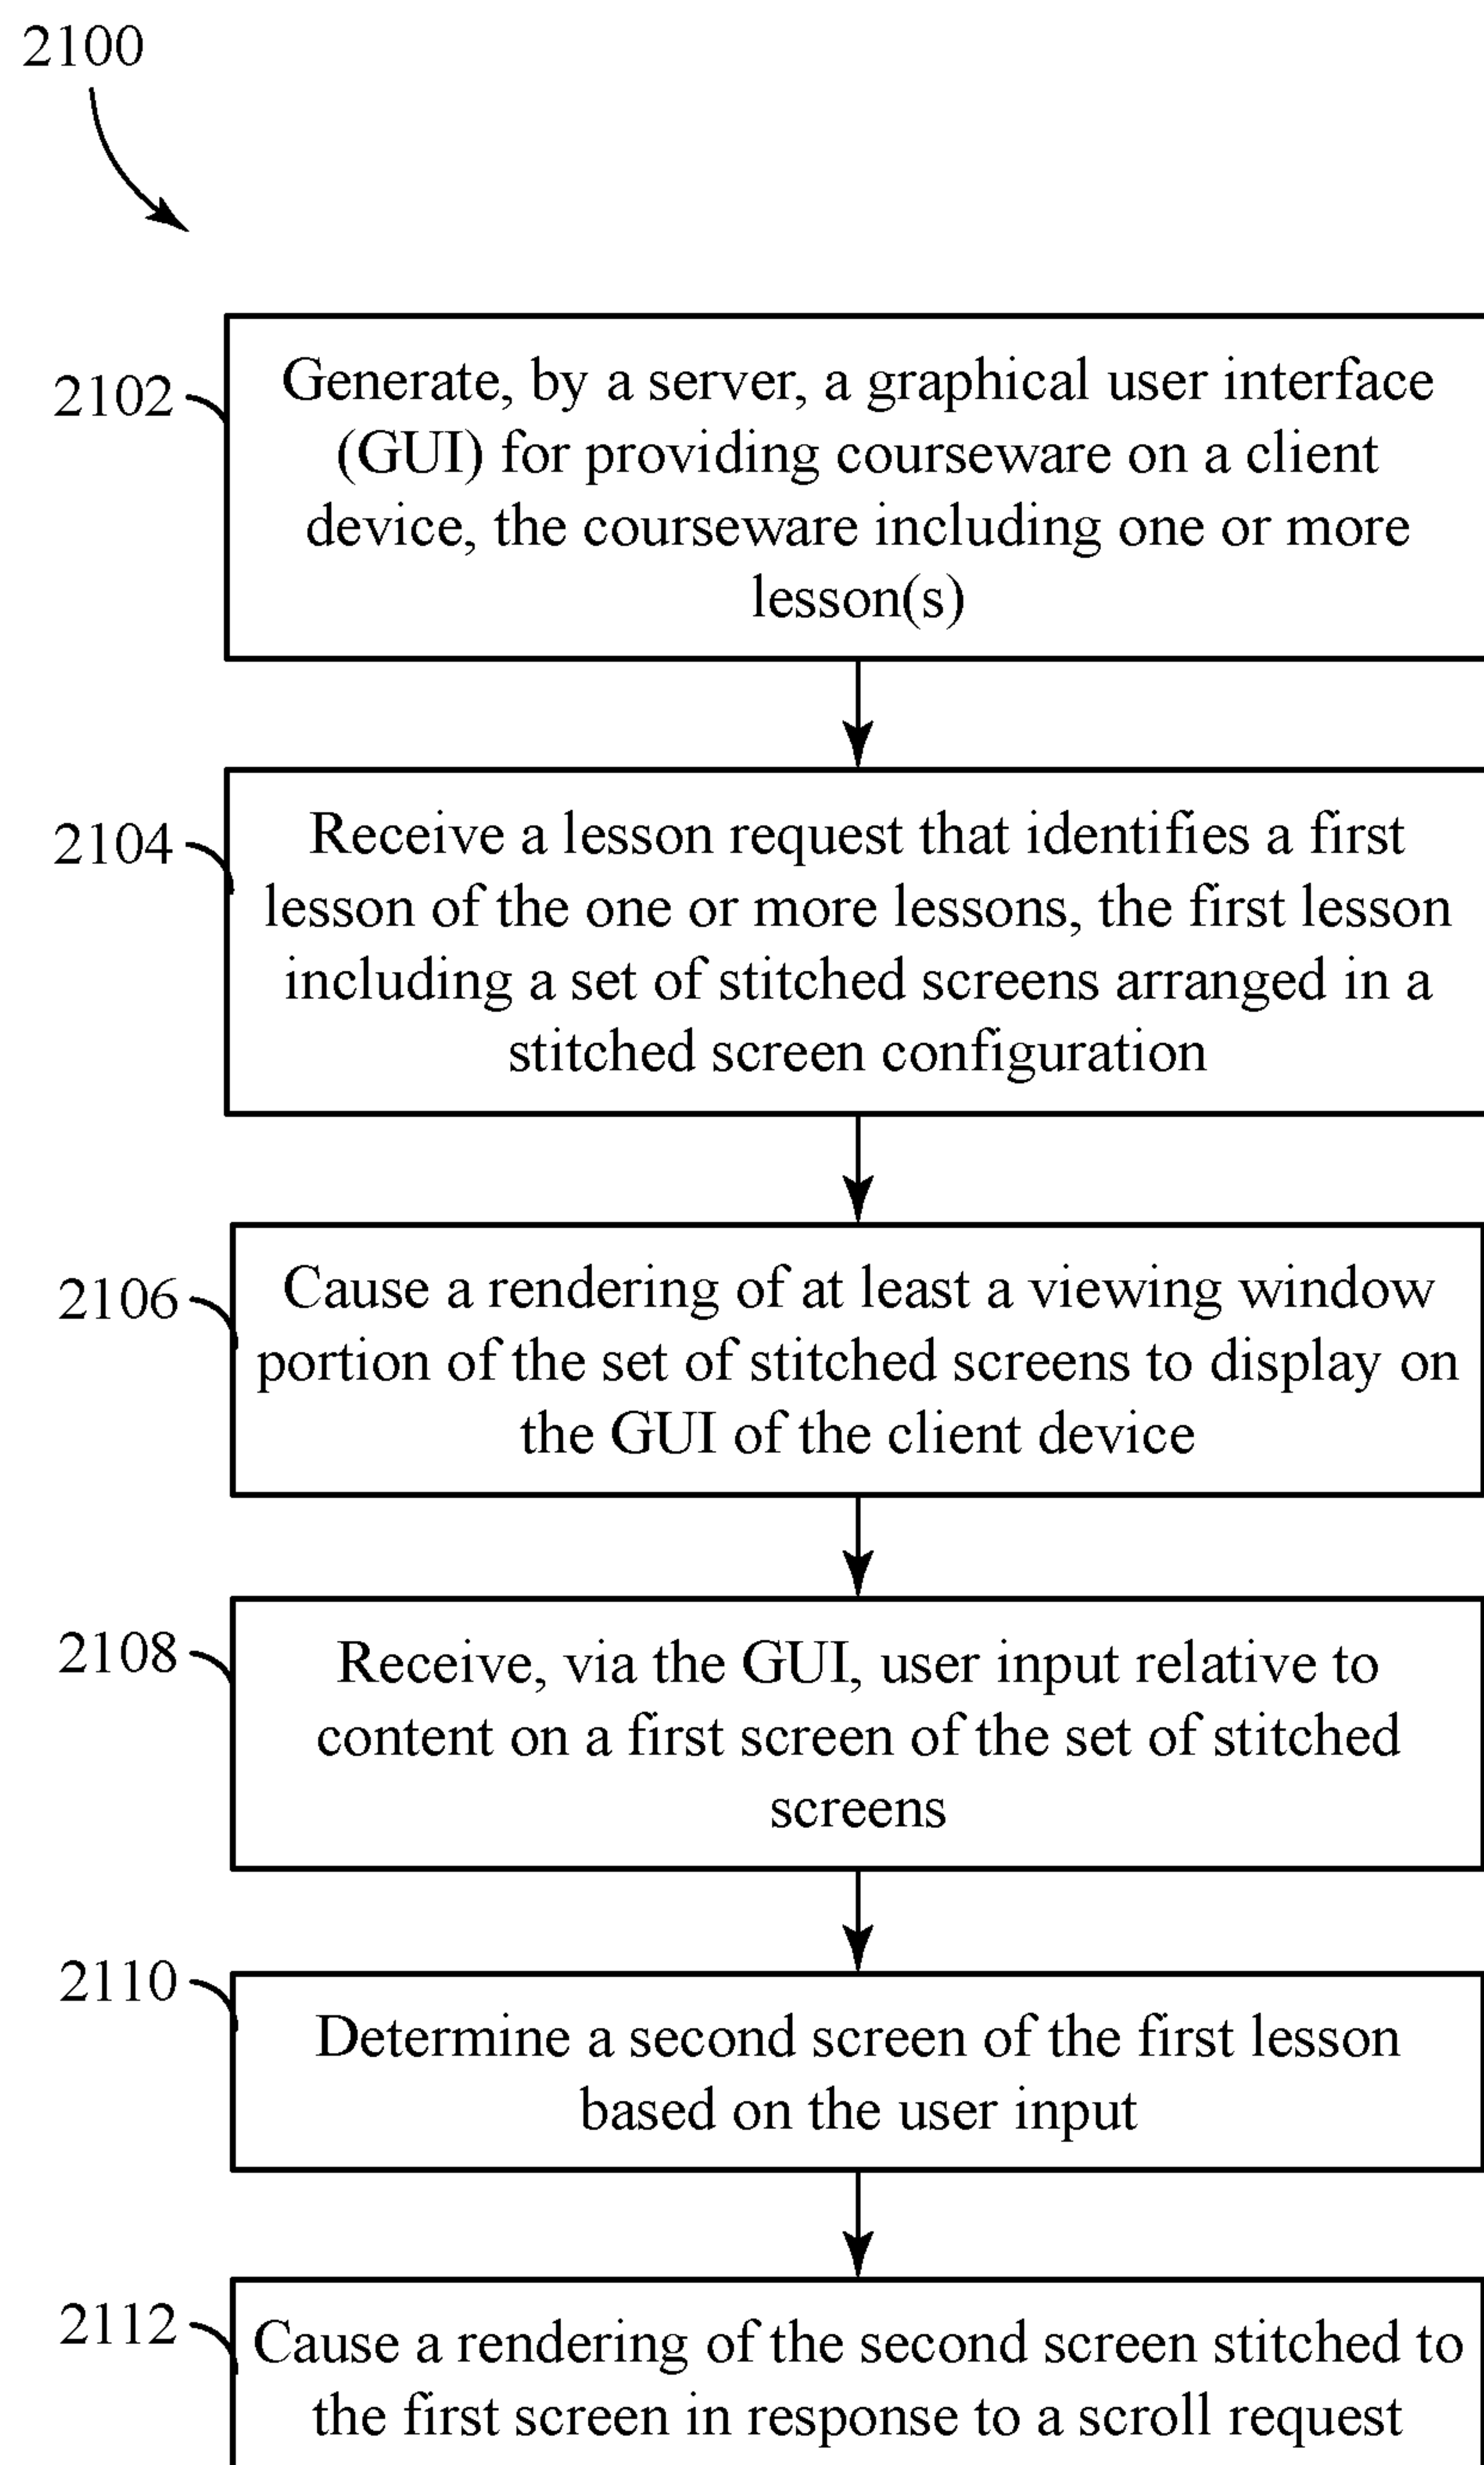 2100
2102
Generate, by a server, a graphical user interface
(GUI) for providing courseware on a client
device, the courseware including one or more
lesson(s)
2104
Receive a lesson request that identifies a first
lesson of the one or more lessons, the first lesson
including a set of stitched screens arranged in a
stitched screen configuration
2106
Cause a rendering of at least a viewing window
portion of the set of stitched screens to display on
the GUI of the client device
2108
Receive, via the GUI, user input relative to
content on a first screen of the set of stitched
screens
2110
Determine a second screen of the first lesson
based on the user input
2112
Cause a rendering of the second screen stitched to
the first screen in response to a scroll request